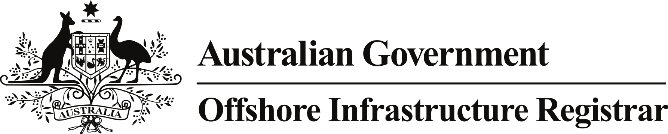 Australian Government
Offshore Infrastructure Registrar
AUSTRALIA